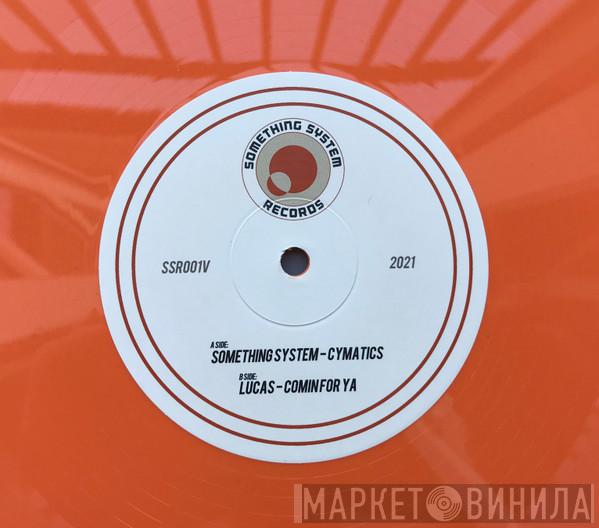 SOMETHING SYSTEM
RECORDS
SSR001V
2021
A SIDE:
SOMETHING SYSTEM - CYMATICS
B SIDE:
LUCAS - COMIN FOR YA
МАРКЕТ ВИНИЛА